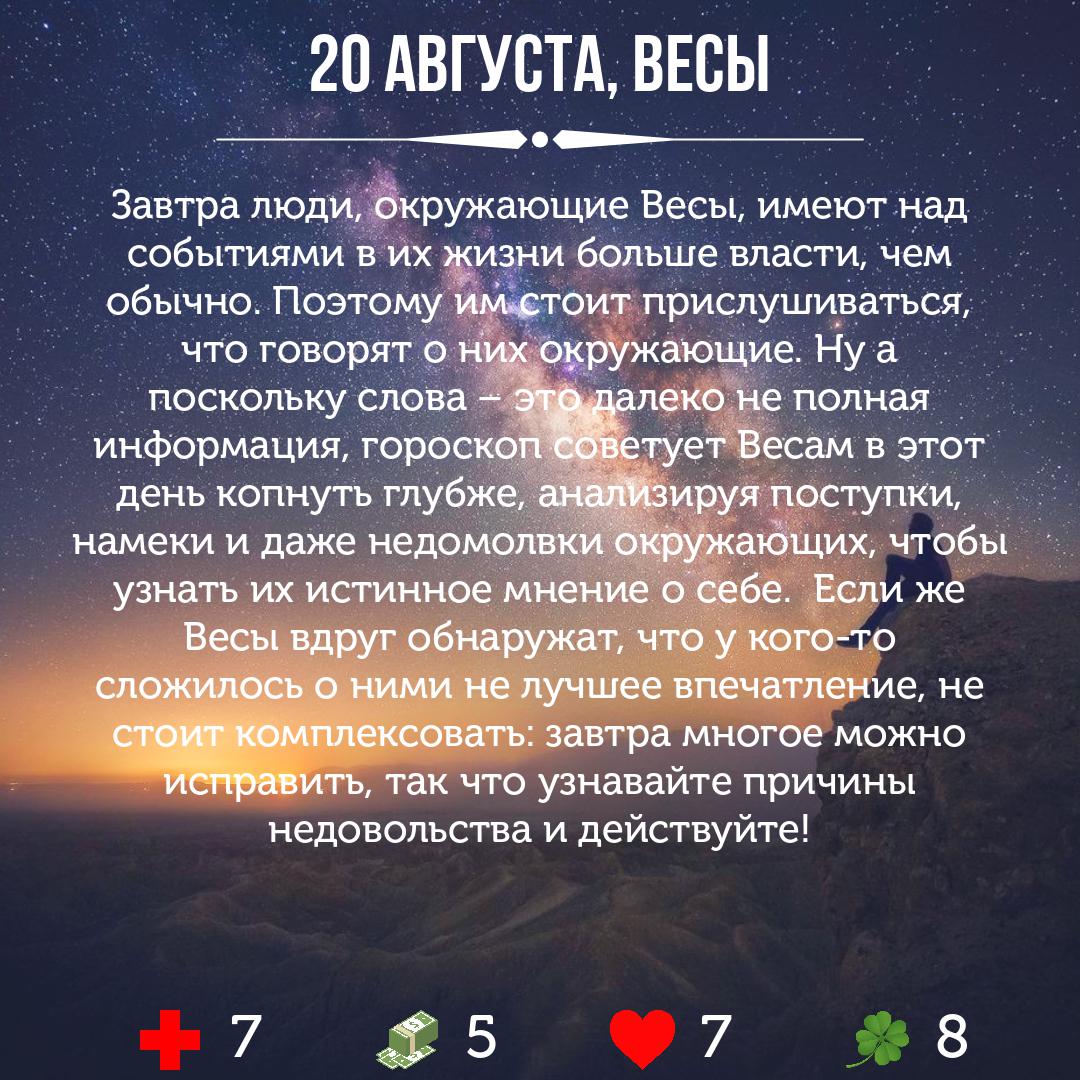 20 АВГУСТА, ВЕСЫ
Завтра люди, окружающие Весы, имеют над
событиями в их жизни больше власти, чем
обычно. Поэтому им стоит прислушиваться,
что говорят о них окружающие. Ну а
поскольку слова – это далеко не полная
информация, гороскоп советует Весам в этот
день копнуть глубже, анализируя поступки,
намеки и даже недомолвки окружающих, чтобы
узнать их истинное мнение о себе.  Если же
Весы вдруг обнаружат, что у кого-то
сложилось о ними не лучшее впечатление, не
стоит комплексовать: завтра многое можно
исправить, так что узнавайте причины
недовольства и действуйте!
7 5 7 8